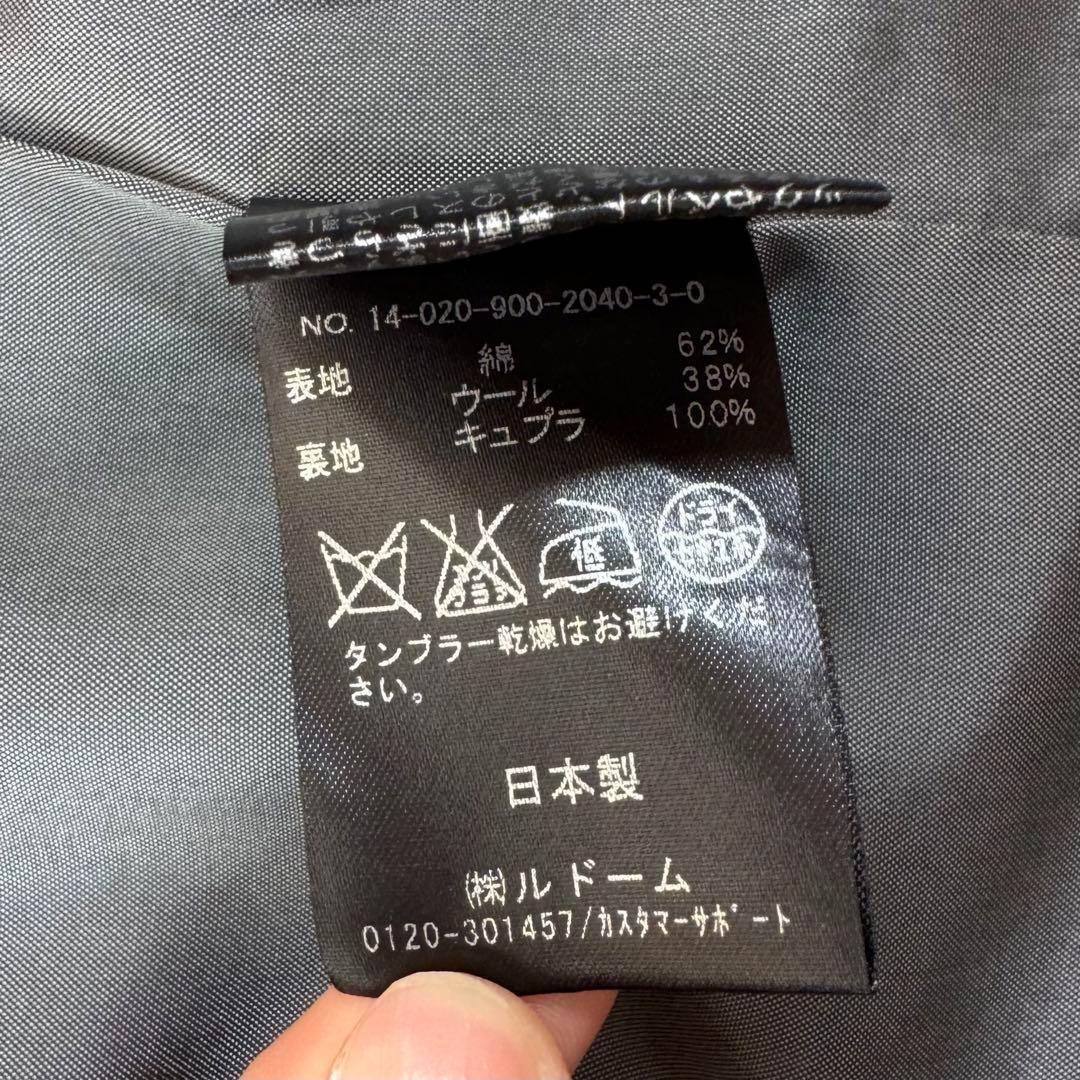 NO. 14-020-900-2040-3-0
表地 綿 62%
ウール 38%
裏地 キュプラ 100%
低
ドライ
タンブラー乾燥はお避けくだ
さい。
日本製
㈱ルドーム
0120-301457/カスタマーサポート